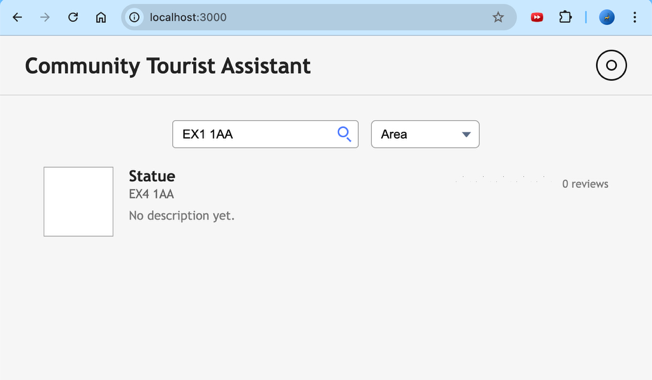 localhost:3000
Community Tourist Assistant
EX1 1AA
Area
Statue
EX4 1AA
0 reviews
No description yet.